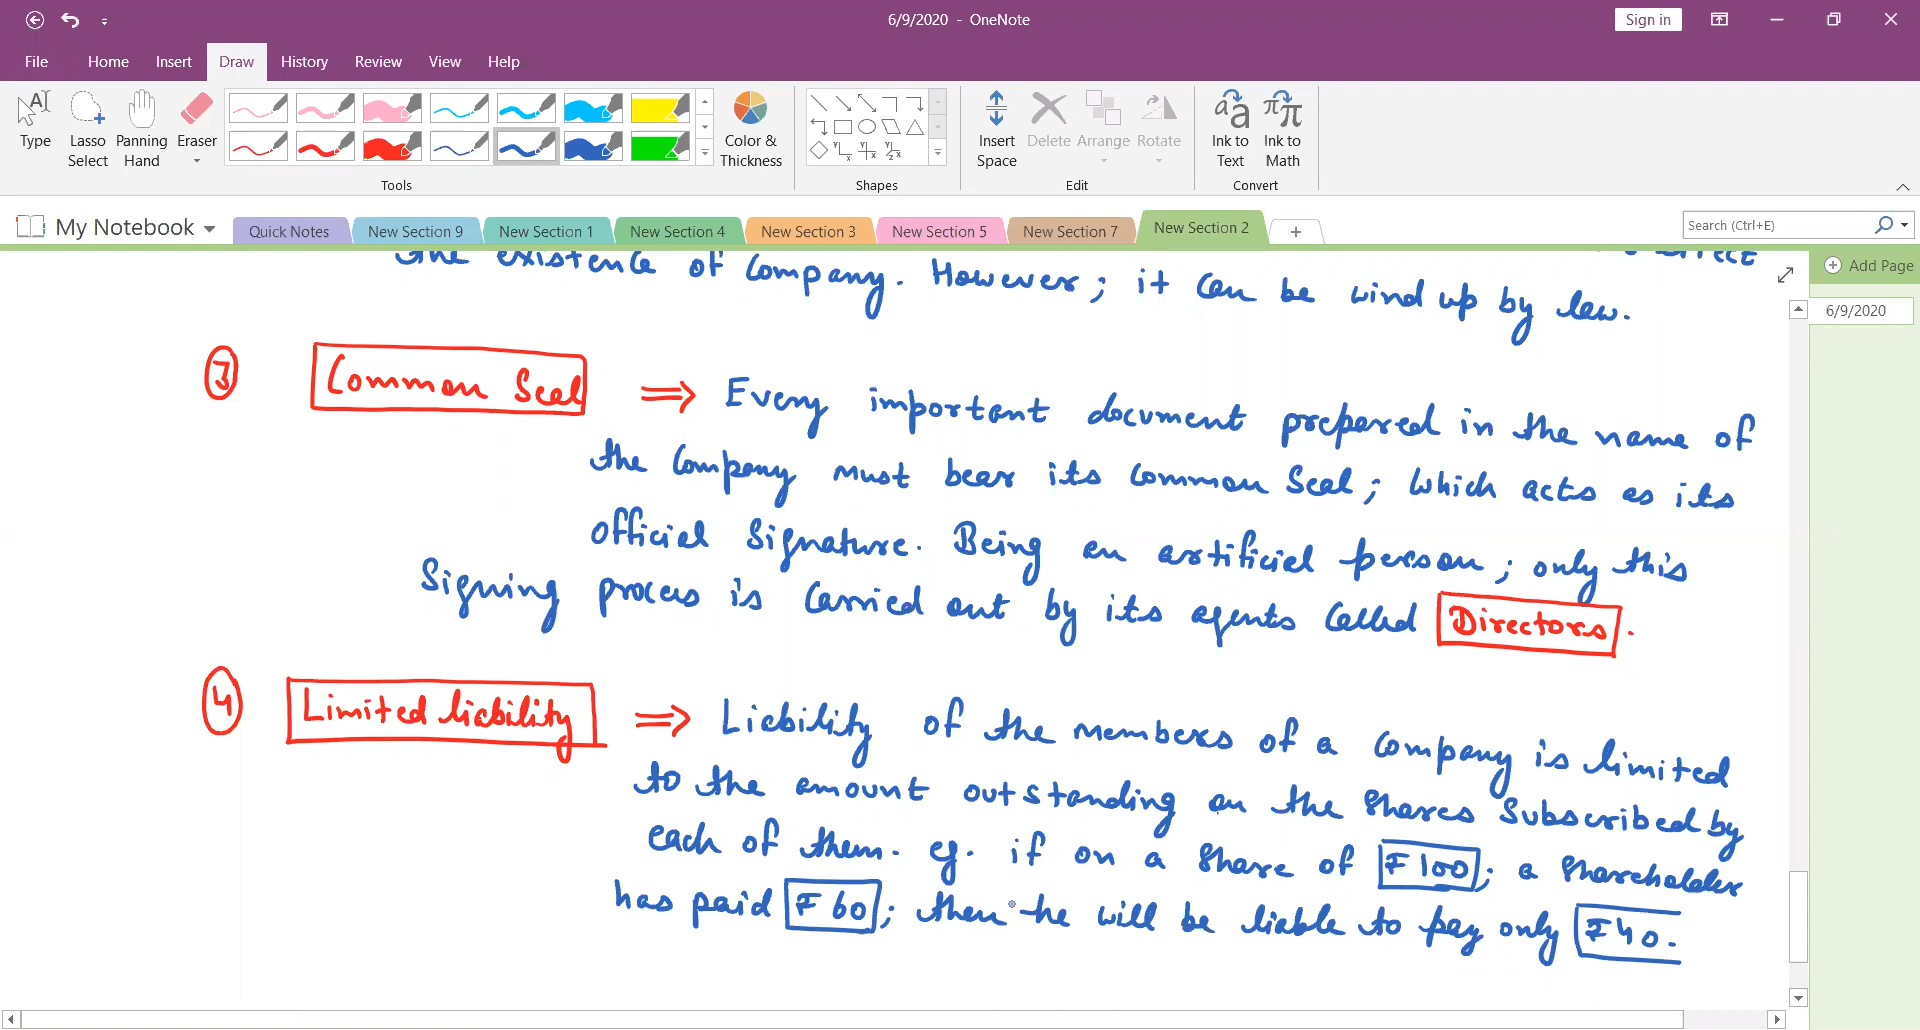 6/9/2020 - OneNote
Sign in
File Home Insert Draw History Review View Help
Type
Lasso Select
Panning Hand
Eraser
Color & Thickness
Insert Space
Delete
Arrange
Rotate
Ink to Text
Ink to Math
Tools
Shapes
Edit
Convert
My Notebook
Quick Notes
New Section 9
New Section 1
New Section 4
New Section 3
New Section 5
New Section 7
New Section 2
Search (Ctrl+E)
Add Page
6/9/2020
the existence of Company. However; it can be wind up by law.
③ Common Seal ⇒ Every important document prepared in the name of
the Company must bear its Common Seal; which acts as its
official Signature. Being an artificial person; only this
Signing process is Carried out by its agents Called Directors.
④ Limited liability ⇒ Liability of the members of a Company is limited
to the amount outstanding on the shares Subscribed by
each of them. eg. if on a share of ₹100; a shareholder
has paid ₹60; then he will be liable to pay only ₹40.